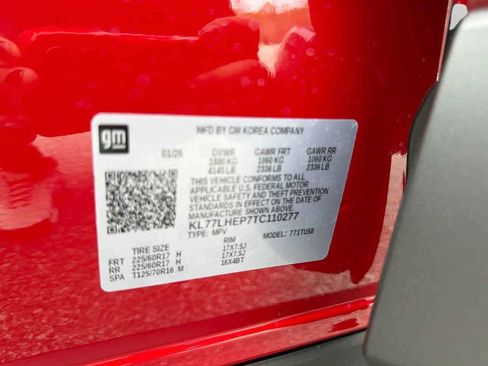 gm
MFD BY GM KOREA COMPANY
01/26 GVWR GAWR FRT GAWR RR
1880 KG 1060 KG 1060 KG
4145 LB 2336 LB 2336 LB
THIS VEHICLE CONFORMS TO ALL
APPLICABLE U.S. FEDERAL MOTOR
VEHICLE SAFETY AND THEFT PREVENTION
STANDARDS IN EFFECT ON THE DATE OF
MANUFACTURE SHOWN ABOVE.
KL77LHEP7TC110277
TYPE: MPV MODEL: 771TU58
TIRE SIZE RIM
FRT 225/60R17 H 17X7.5J
RR 225/60R17 H 17X7.5J
SPA T125/70R16 M 16X4BT